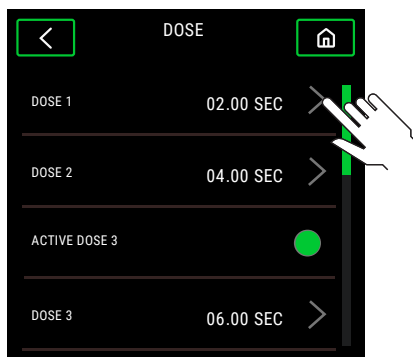 DOSE
DOSE 1 02.00 SEC
DOSE 2 04.00 SEC
ACTIVE DOSE 3
DOSE 3 06.00 SEC